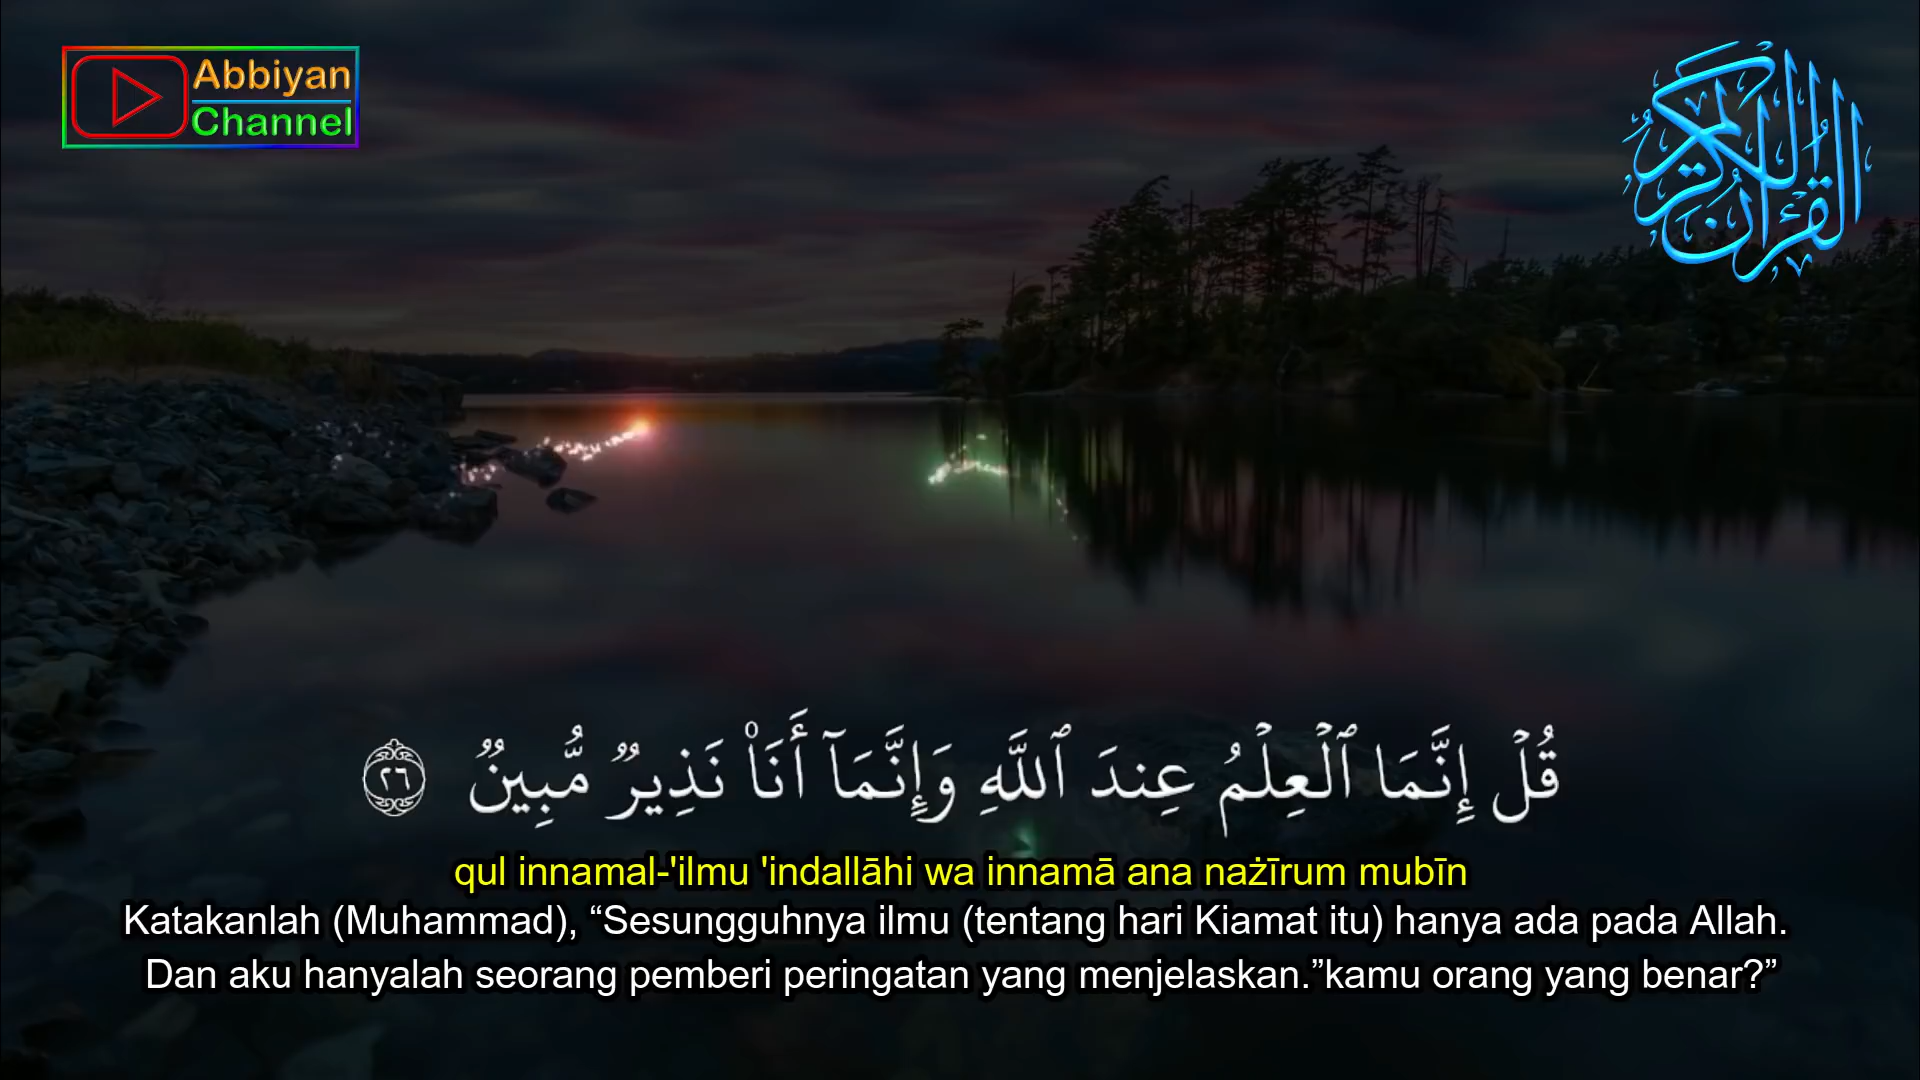 Abbiyan
Channel
القرآن الكريم
قُلۡ إِنَّمَا ٱلۡعِلۡمُ عِندَ ٱللَّهِ وَإِنَّمَآ أَنَا۠ نَذِيرٞ مُّبِينٞ ٢٦
qul innamal-'ilmu 'indallāhi wa innamā ana nażīrum mubīn
Katakanlah (Muhammad), “Sesungguhnya ilmu (tentang hari Kiamat itu) hanya ada pada Allah.
Dan aku hanyalah seorang pemberi peringatan yang menjelaskan.”kamu orang yang benar?”